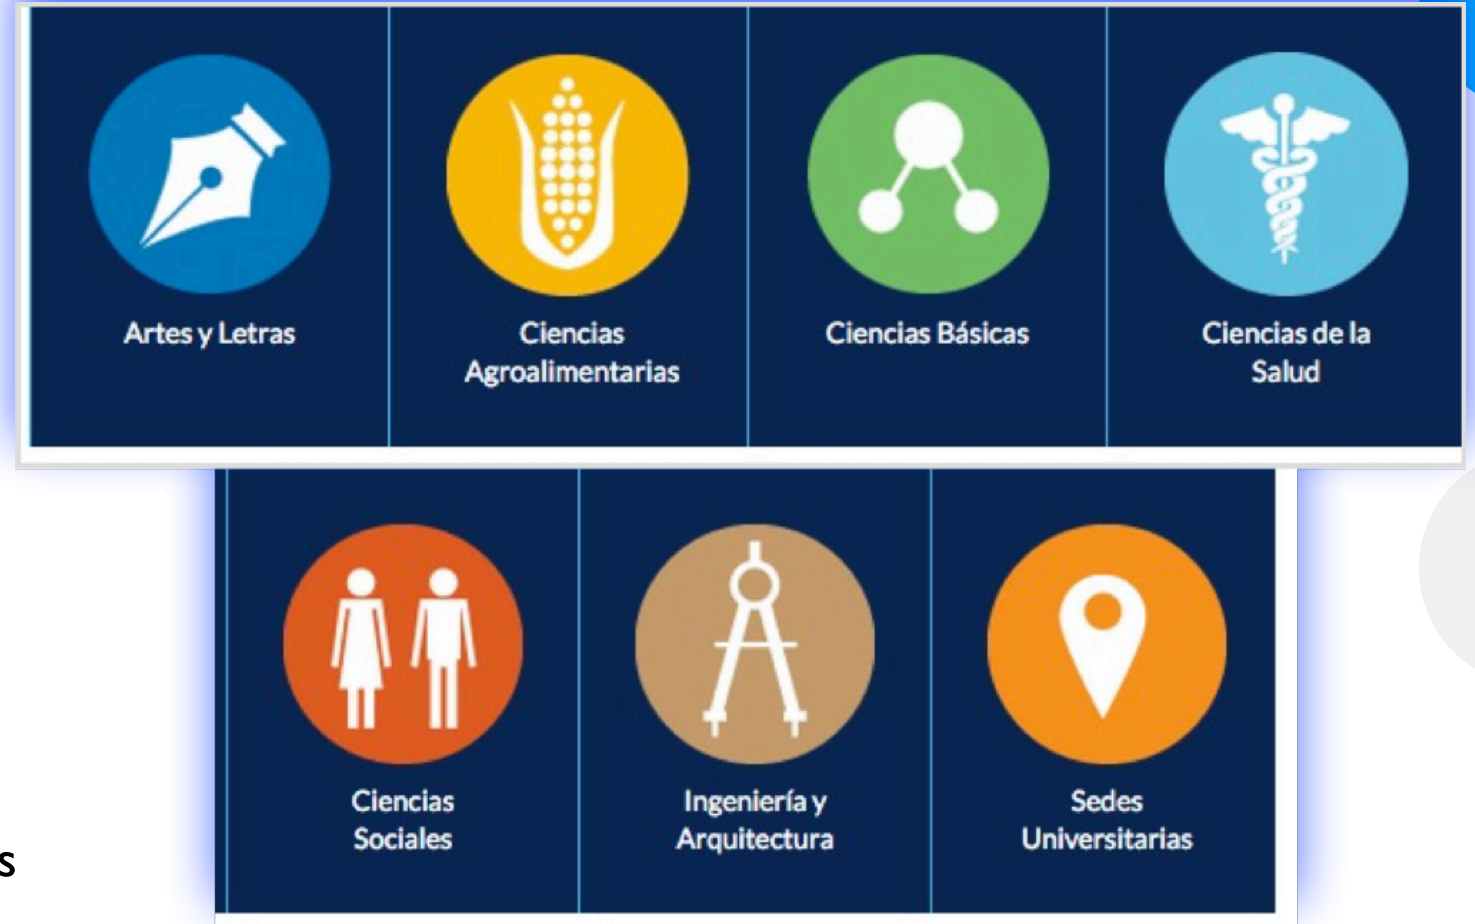 Artes y Letras
Ciencias
Agroalimentarias
Ciencias Básicas
Ciencias de la
Salud
Ciencias
Sociales
Ingeniería y
Arquitectura
Sedes
Universitarias
s